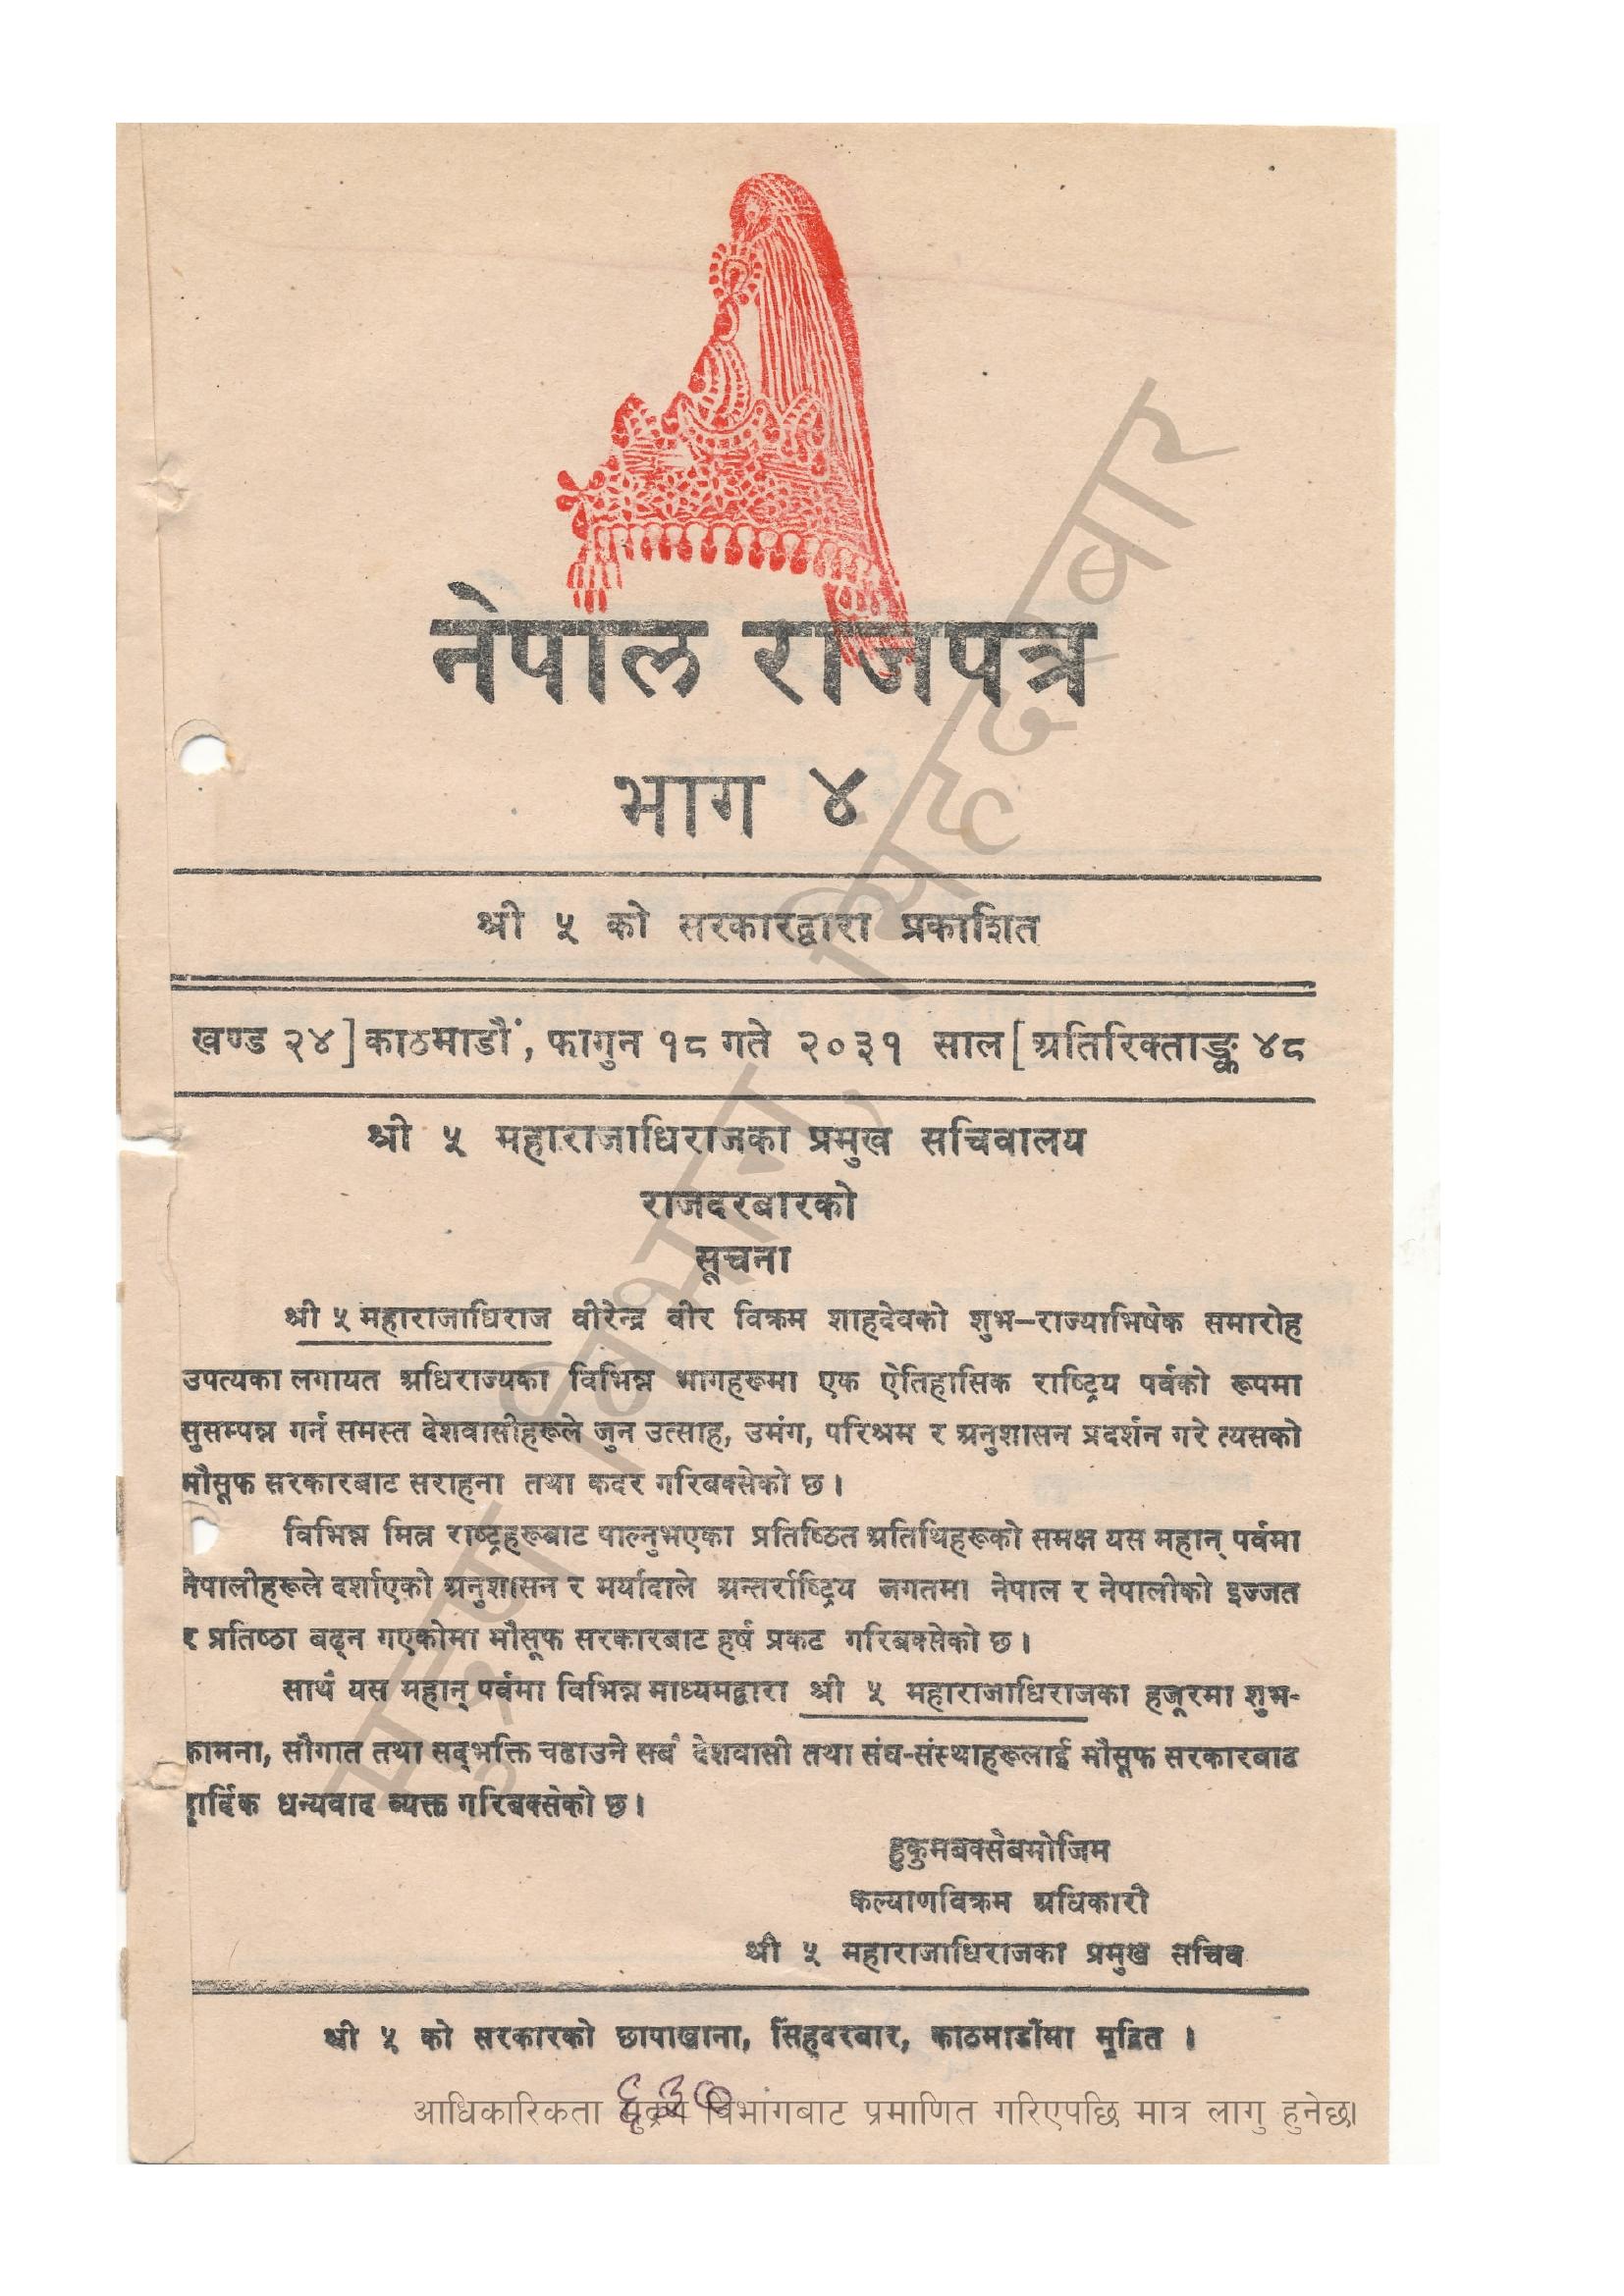 नेपाल राजपत्र
भाग ४
श्री ५ को सरकारद्वारा प्रकाशित
खण्ड २४] काठमाडौं, फागुन १८ गते २०३१ साल [अतिरिक्ताङ्क ४८
श्री ५ महाराजाधिराजका प्रमुख सचिवालय
राजदरबारको
सूचना
श्री ५ महाराजाधिराज वीरेन्द्र वीर विक्रम शाहदेवको शुभ–राज्याभिषेक समारोह
उपत्यका लगायत अधिराज्यका विभिन्न भागहरूमा एक ऐतिहासिक राष्ट्रिय पर्वको रूपमा
सुसम्पन्न गर्न समस्त देशवासीहरूले जुन उत्साह, उमंग, परिश्रम र अनुशासन प्रदर्शन गरे त्यसको
मौसूफ सरकारबाट सराहना तथा कदर गरिबक्सेको छ।
विभिन्न मित्र राष्ट्रहरूबाट पाल्नुभएका प्रतिष्ठित अतिथिहरूको समक्ष यस महान् पर्वमा
नेपालीहरूले दर्शाएको अनुशासन र मर्यादाले अन्तर्राष्ट्रिय जगतमा नेपाल र नेपालीको इज्जत
र प्रतिष्ठा बढ्न गएकोमा मौसूफ सरकारबाट हर्ष प्रकट गरिबक्सेको छ।
साथै यस महान् पर्वमा विभिन्न माध्यमद्वारा श्री ५ महाराजाधिराजका हजूरमा शुभ-
कामना, सौगात तथा सद्भक्ति चढाउने सबै देशवासी तथा संघ-संस्थाहरूलाई मौसूफ सरकारबाट
हार्दिक धन्यवाद व्यक्त गरिबक्सेको छ।
हुकुमबक्सेबमोजिम
कल्याणविक्रम अधिकारी
श्री ५ महाराजाधिराजका प्रमुख सचिव
श्री ५ को सरकारको छापाखाना, सिंहदरबार, काठमाडौंमा मुद्रित ।
६३०
आधिकारिकता मुद्रण विभागबाट प्रमाणित गरिएपछि मात्र लागु हुनेछ।
मुद्रण विभाग, सिंहदरबार